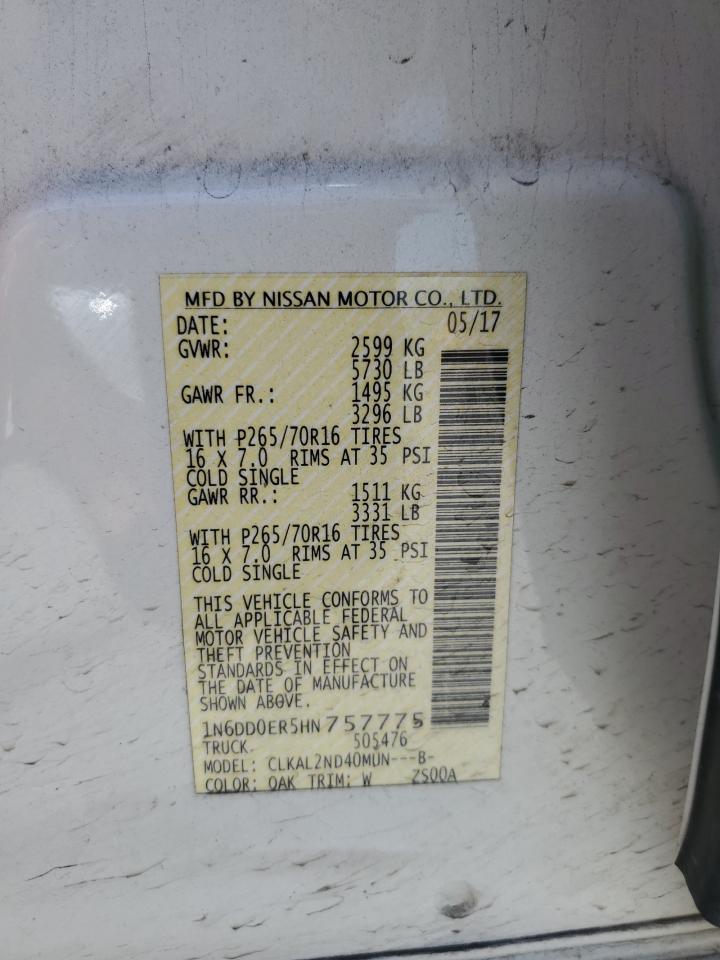 MFD BY NISSAN MOTOR CO., LTD.
DATE: 05/17
GVWR: 2599 KG
5730 LB
GAWR FR.: 1495 KG
3296 LB
WITH P265/70R16 TIRES
16 X 7.0 RIMS AT 35 PSI
COLD SINGLE
GAWR RR.: 1511 KG
3331 LB
WITH P265/70R16 TIRES
16 X 7.0 RIMS AT 35 PSI
COLD SINGLE
THIS VEHICLE CONFORMS TO
ALL APPLICABLE FEDERAL
MOTOR VEHICLE SAFETY AND
THEFT PREVENTION
STANDARDS IN EFFECT ON
THE DATE OF MANUFACTURE
SHOWN ABOVE.
1N6DD0ER5HN757775
TRUCK. 505476
MODEL: CLKAL2ND40MUN---B-
COLOR: QAK TRIM: W ZS00A